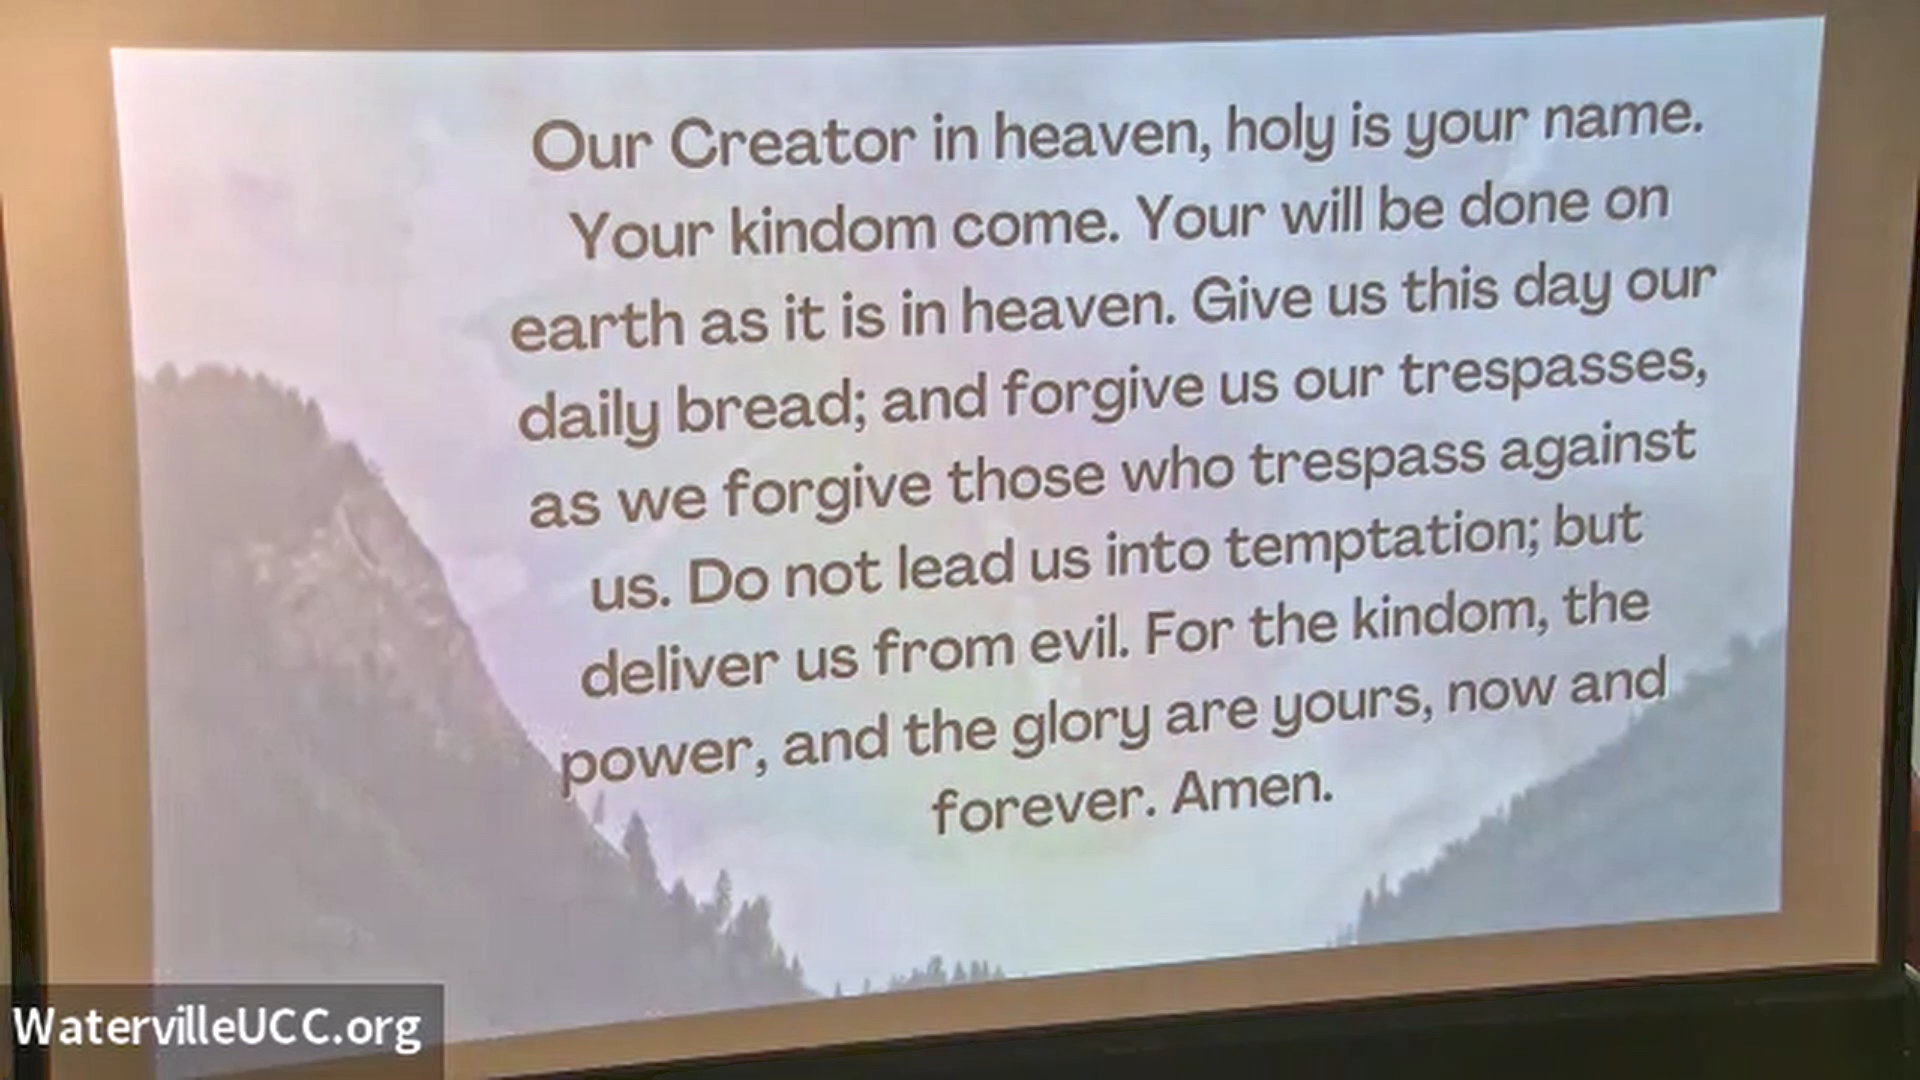 Our Creator in heaven, holy is your name.
Your kindom come. Your will be done on
earth as it is in heaven. Give us this day our
daily bread; and forgive us our trespasses,
as we forgive those who trespass against
us. Do not lead us into temptation; but
deliver us from evil. For the kindom, the
power, and the glory are yours, now and
forever. Amen.
WatervilleUCC.org